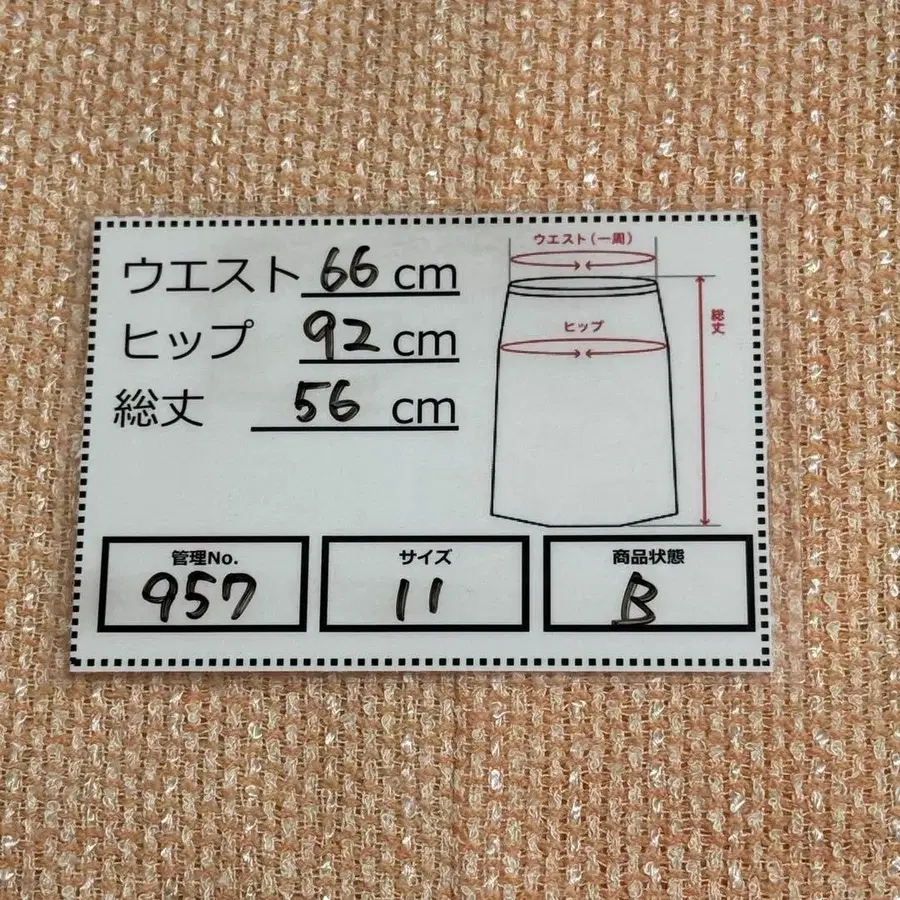 ウエスト 66 cm
ヒップ 92 cm
総丈 56 cm
ウエスト(一周)
ヒップ
総丈
管理No.
957
サイズ
11
商品状態
B